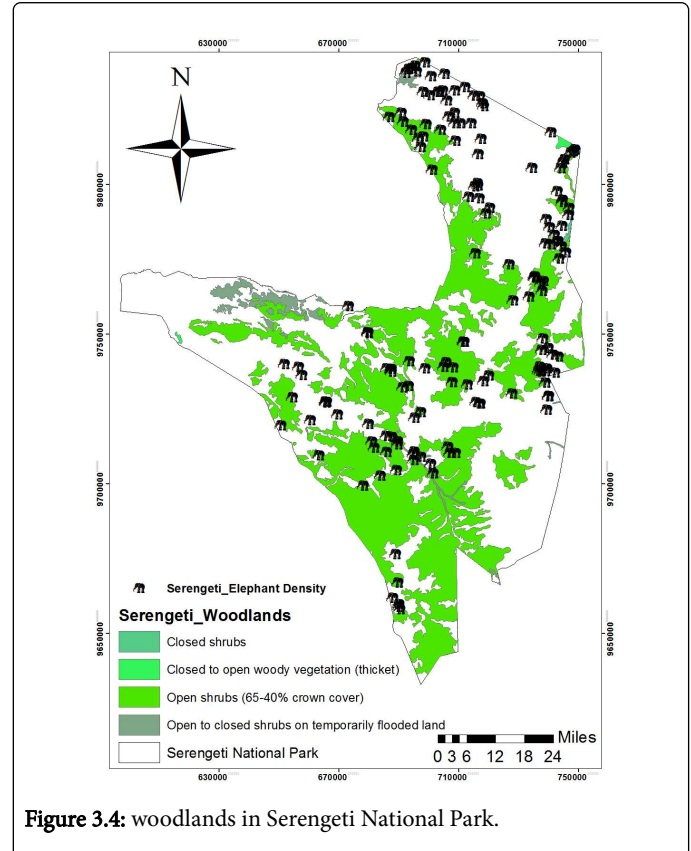 630000 670000 710000 750000
N
9800000 9800000
9750000 9750000
9700000 9700000
9650000 9650000
Serengeti_Elephant Density
Serengeti_Woodlands
Closed shrubs
Closed to open woody vegetation (thicket)
Open shrubs (65-40% crown cover)
Open to closed shrubs on temporarily flooded land
Serengeti National Park
Miles
0 3 6 12 18 24
630000 670000 710000 750000
Figure 3.4: woodlands in Serengeti National Park.